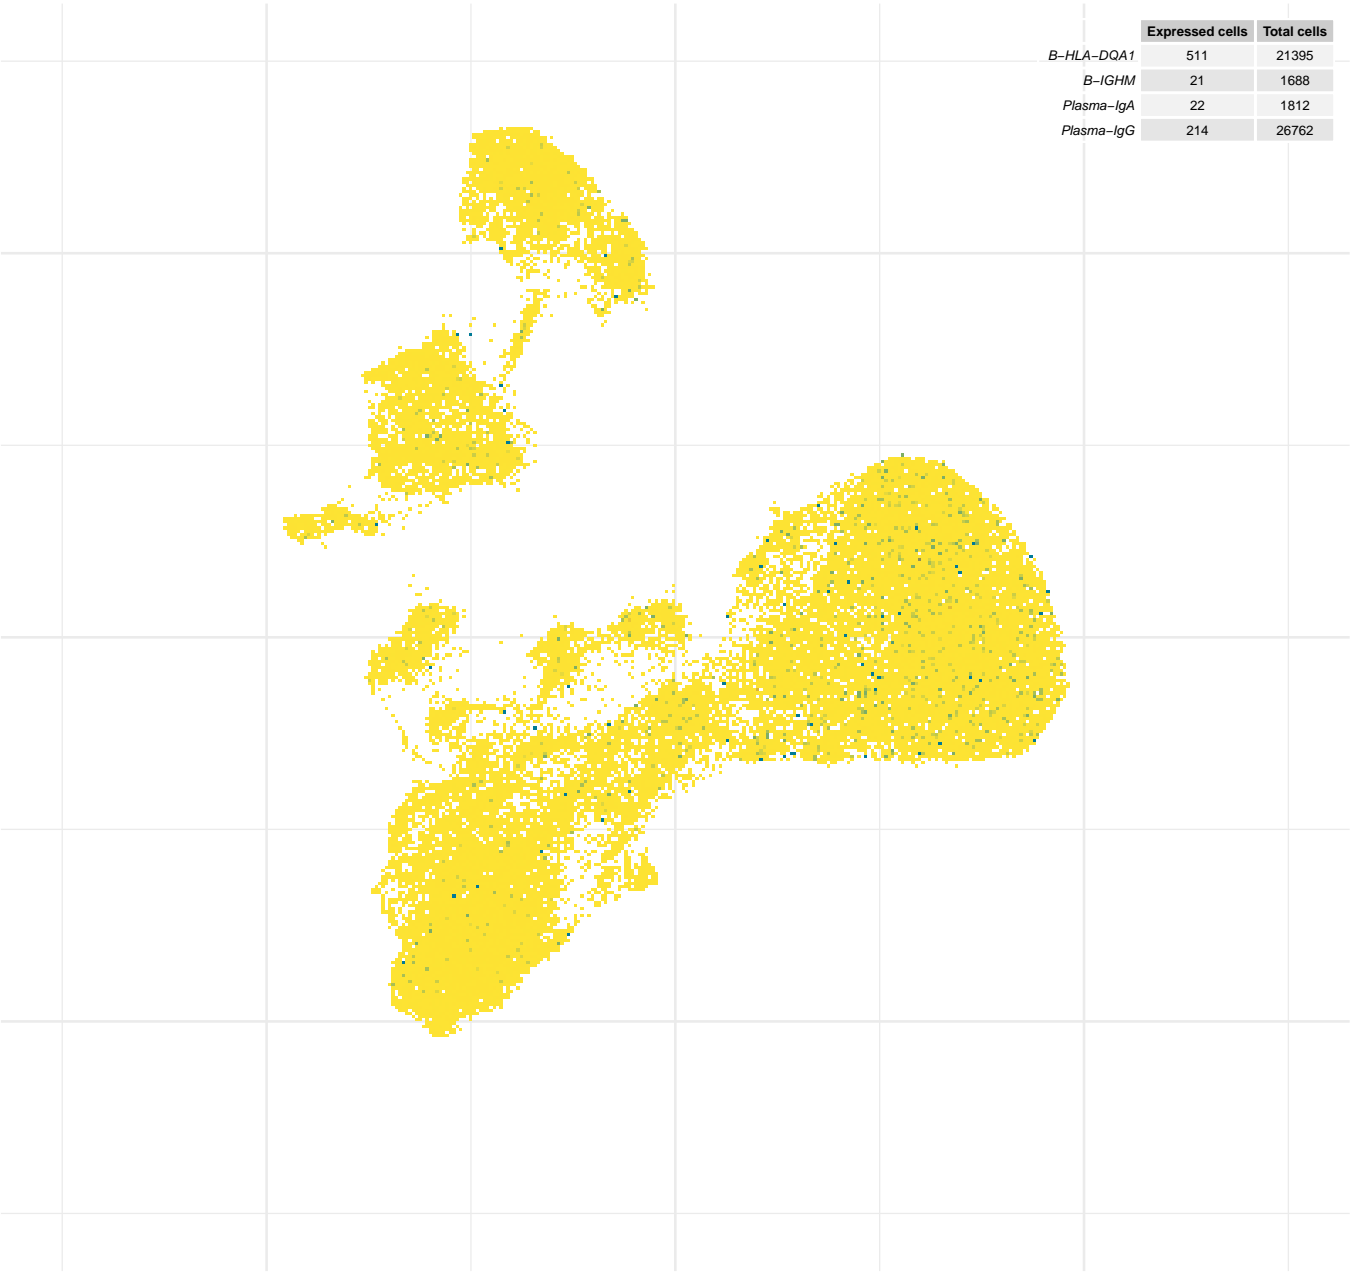 Expressed cells Total cells
B−HLA−DQA1 511 21395
B−IGHM 21 1688
Plasma−IgA 22 1812
Plasma−IgG 214 26762